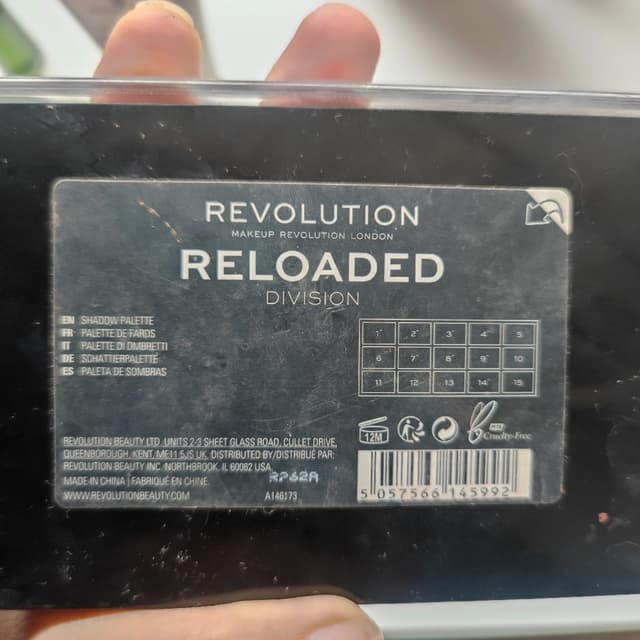 REVOLUTION
MAKEUP REVOLUTION LONDON
RELOADED
DIVISION
EN SHADOW PALETTE
FR PALETTE DE FARDS
IT PALETTE DI OMBRETTI
DE SCHATTIERPALETTE
ES PALETA DE SOMBRAS
1* 2* 3* 4* 5
6 7* 8* 9* 10
11 12* 13 14* 15
12M
PETA
Cruelty-Free
REVOLUTION BEAUTY LTD. UNITS 2-3 SHEET GLASS ROAD, CULLET DRIVE,
QUEENBOROUGH, KENT, ME11 5JS UK. DISTRIBUTED BY/DISTRIBUÉ PAR:
REVOLUTION BEAUTY INC. NORTHBROOK, IL 60062 USA
MADE IN CHINA | FABRIQUÉ EN CHINE.
WWW.REVOLUTIONBEAUTY.COM
RP62A
A146173
5 057566 145992